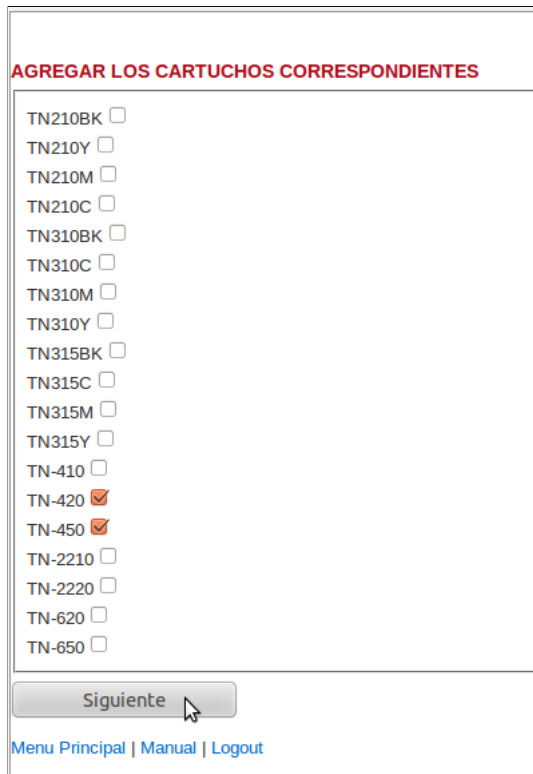 AGREGAR LOS CARTUCHOS CORRESPONDIENTES
TN210BK
TN210Y
TN210M
TN210C
TN310BK
TN310C
TN310M
TN310Y
TN315BK
TN315C
TN315M
TN315Y
TN-410
TN-420
TN-450
TN-2210
TN-2220
TN-620
TN-650
Siguiente
Menu Principal | Manual | Logout